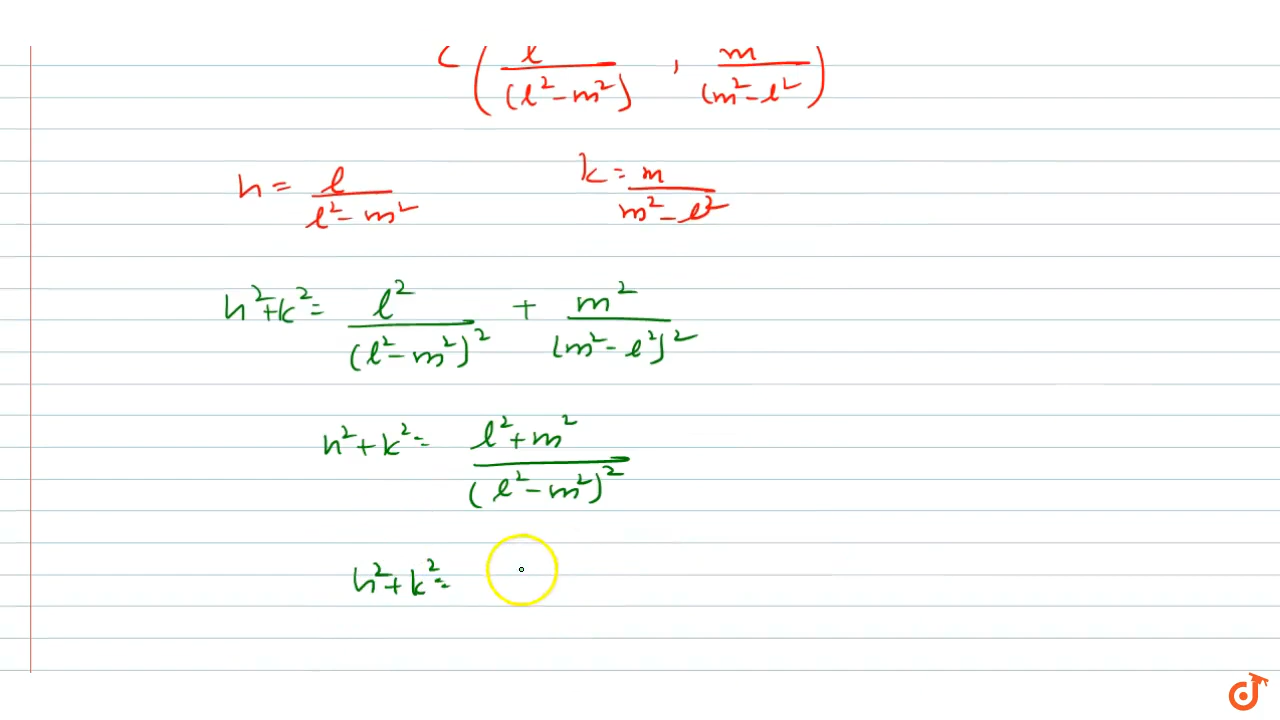 C ( l/(l² - m²) , m/(m² - l²) )
h = l/(l² - m²) k = m/(m² - l²)
h² + k² = l²/(l² - m²)² + m²/(m² - l²)²
h² + k² = (l² + m²)/(l² - m²)²
h² + k² =